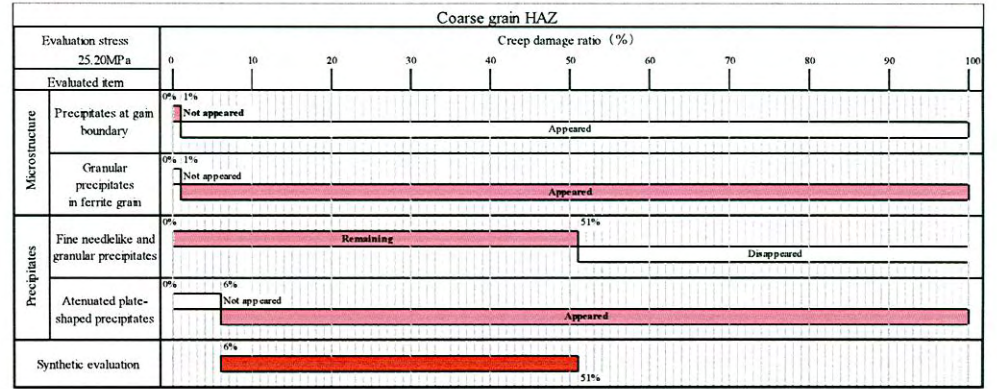 Coarse grain HAZ
Evaluation stress
25.20MPa
Creep damage ratio (%)
0 10 20 30 40 50 60 70 80 90 100
Evaluated item
Microstructure
Precipitates at gain
boundary
0% 1%
Not appeared
Appeared
Granular
precipitates
in ferrite grain
0% 1%
Not appeared
Appeared
Precipitates
Fine needlelike and
granular precipitates
0%
51%
Remaining
Disappeared
Atenuated plate-
shaped precipitates
0%
6%
Not appeared
Appeared
Synthetic evaluation
6%
51%